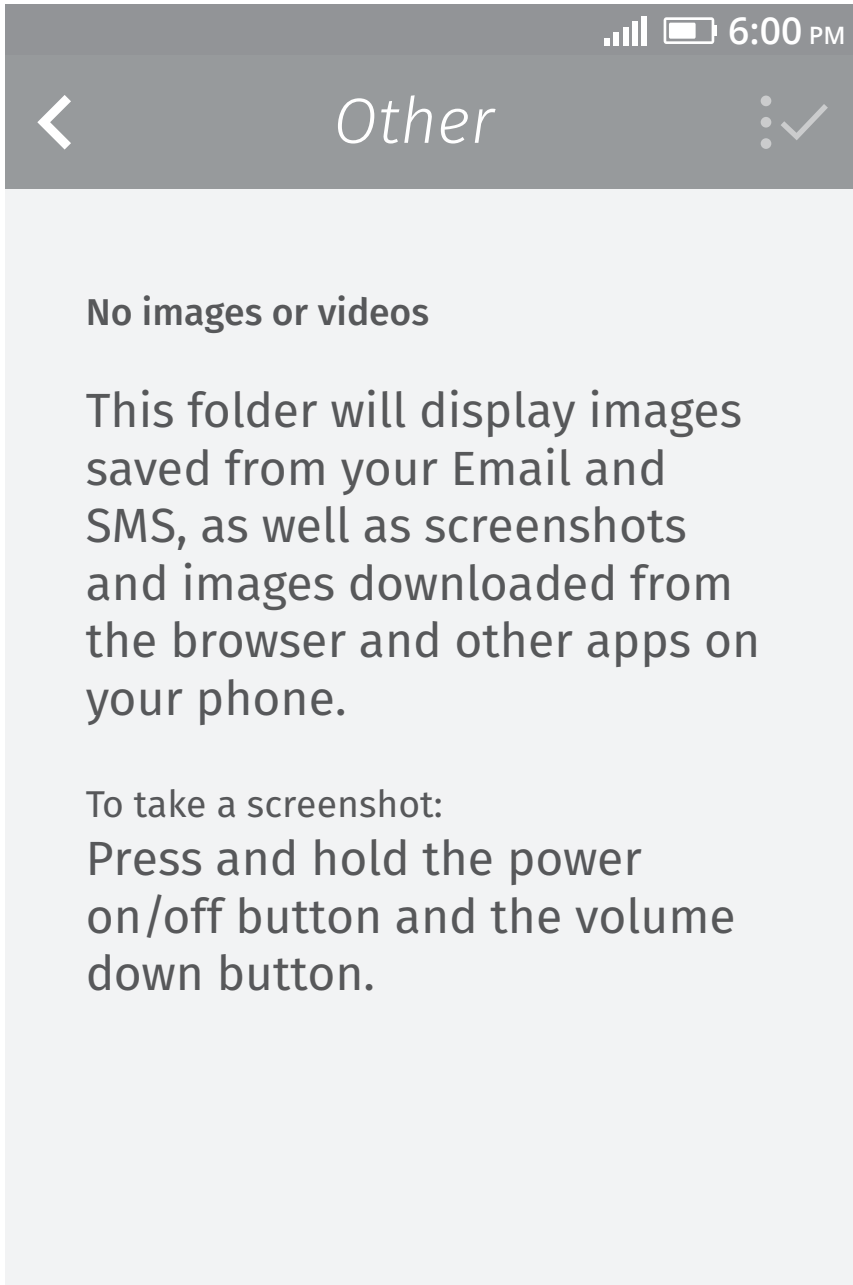 6:00 PM
Other
No images or videos
This folder will display images
saved from your Email and
SMS, as well as screenshots
and images downloaded from
the browser and other apps on
your phone.
To take a screenshot:
Press and hold the power
on/off button and the volume
down button.